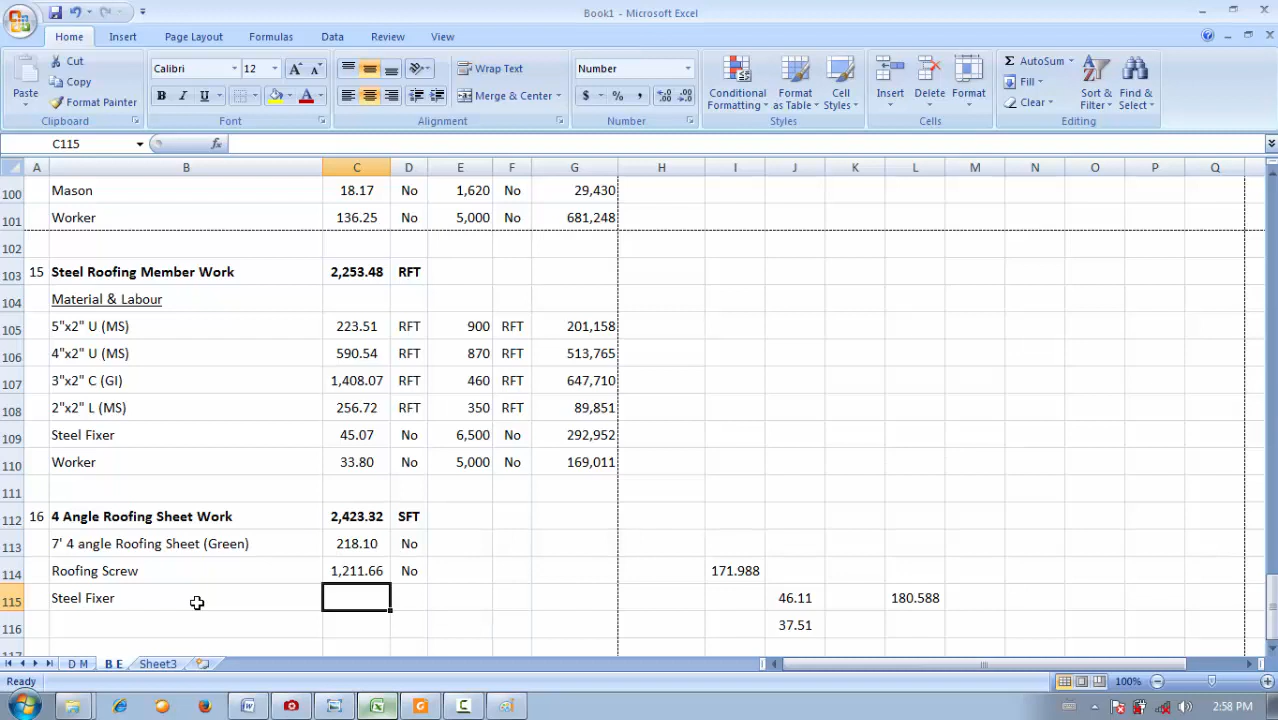 Book1 - Microsoft Excel
Home Insert Page Layout Formulas Data Review View
Paste Cut Copy Format Painter Clipboard
Calibri 12 A A B I U A Font
Wrap Text Merge & Center Alignment
Number $ % , Number
Conditional Formatting Format as Table Cell Styles Styles
Insert Delete Format Cells
Σ AutoSum Fill Clear Sort & Filter Find & Select Editing
C115 fx
A B C D E F G H I J K L M N O P Q
100 Mason 18.17 No 1,620 No 29,430
101 Worker 136.25 No 5,000 No 681,248
102
103 15 Steel Roofing Member Work 2,253.48 RFT
104 Material & Labour
105 5"x2" U (MS) 223.51 RFT 900 RFT 201,158
106 4"x2" U (MS) 590.54 RFT 870 RFT 513,765
107 3"x2" C (GI) 1,408.07 RFT 460 RFT 647,710
108 2"x2" L (MS) 256.72 RFT 350 RFT 89,851
109 Steel Fixer 45.07 No 6,500 No 292,952
110 Worker 33.80 No 5,000 No 169,011
111
112 16 4 Angle Roofing Sheet Work 2,423.32 SFT
113 7' 4 angle Roofing Sheet (Green) 218.10 No
114 Roofing Screw 1,211.66 No 171.988
115 Steel Fixer 46.11 180.588
116 37.51
117
D M B E Sheet3
Ready 100%
2:58 PM